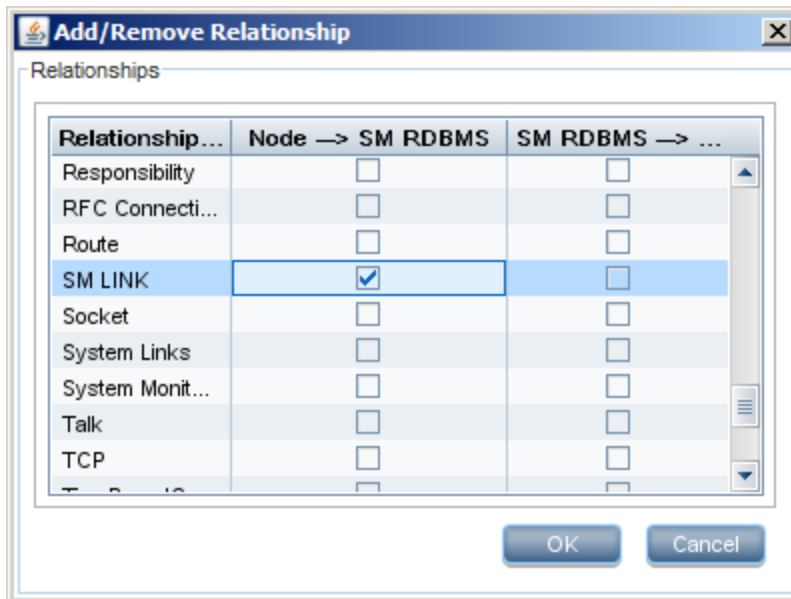 Add/Remove Relationship
Relationships
Relationship... Node —> SM RDBMS SM RDBMS —> ...
Responsibility
RFC Connecti...
Route
SM LINK
Socket
System Links
System Monit...
Talk
TCP
OK Cancel